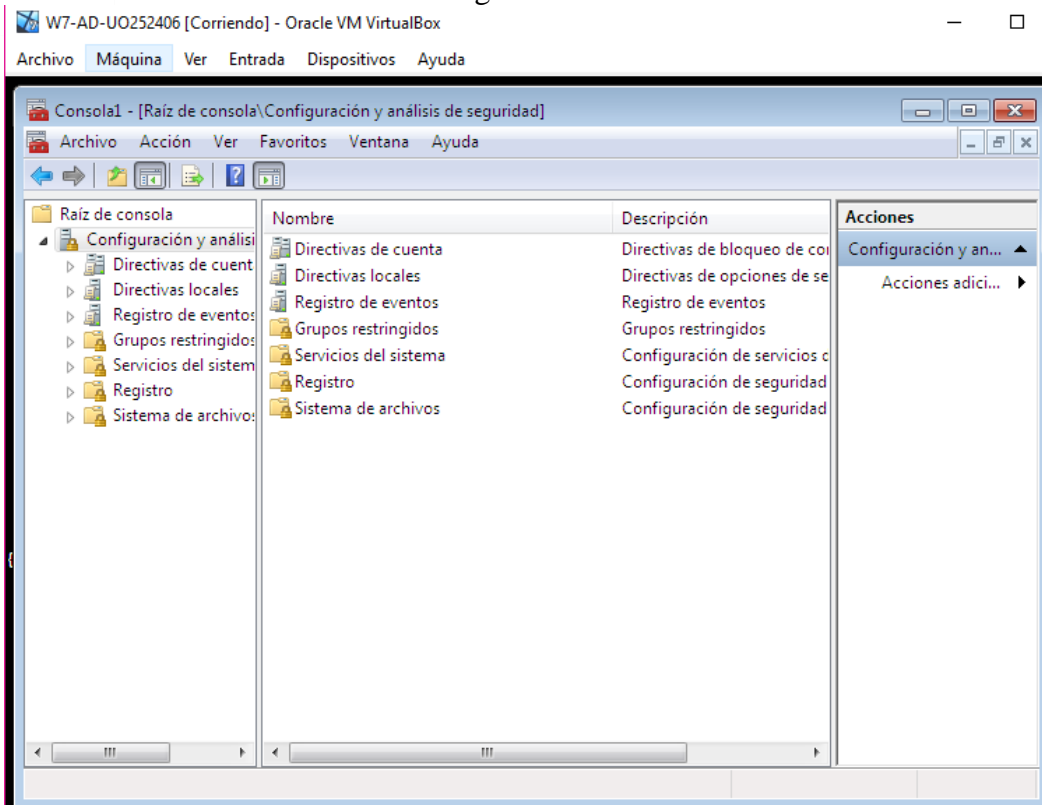 W7-AD-UO252406 [Corriendo] - Oracle VM VirtualBox
Archivo Máquina Ver Entrada Dispositivos Ayuda
Consola1 - [Raíz de consola\Configuración y análisis de seguridad]
Archivo Acción Ver Favoritos Ventana Ayuda
Raíz de consola
Configuración y análisi
Directivas de cuent
Directivas locales
Registro de eventos
Grupos restringidos
Servicios del sistem
Registro
Sistema de archivos
Nombre Descripción
Directivas de cuenta Directivas de bloqueo de con
Directivas locales Directivas de opciones de se
Registro de eventos Registro de eventos
Grupos restringidos Grupos restringidos
Servicios del sistema Configuración de servicios d
Registro Configuración de seguridad
Sistema de archivos Configuración de seguridad
Acciones
Configuración y an...
Acciones adici...
{